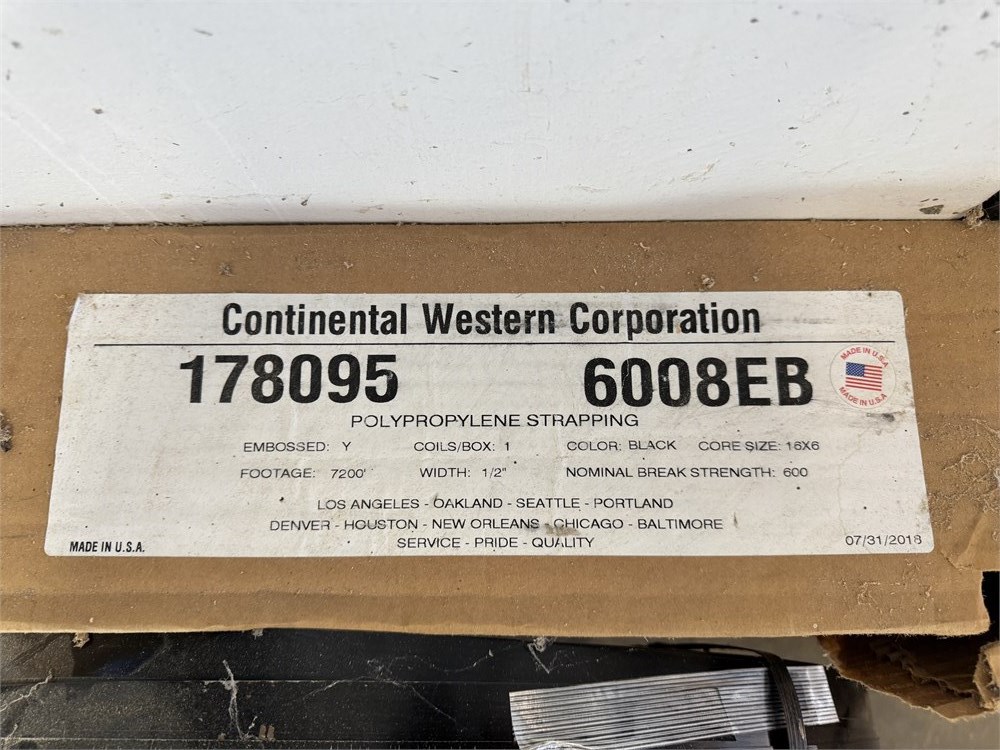 Continental Western Corporation
178095 6008EB
MADE IN U.S.A
MADE IN U.S.A
POLYPROPYLENE STRAPPING
EMBOSSED: Y COILS/BOX: 1 COLOR: BLACK CORE SIZE: 16X6
FOOTAGE: 7200' WIDTH: 1/2" NOMINAL BREAK STRENGTH: 600
LOS ANGELES - OAKLAND - SEATTLE - PORTLAND
DENVER - HOUSTON - NEW ORLEANS - CHICAGO - BALTIMORE
SERVICE - PRIDE - QUALITY
MADE IN U.S.A. 07/31/2018